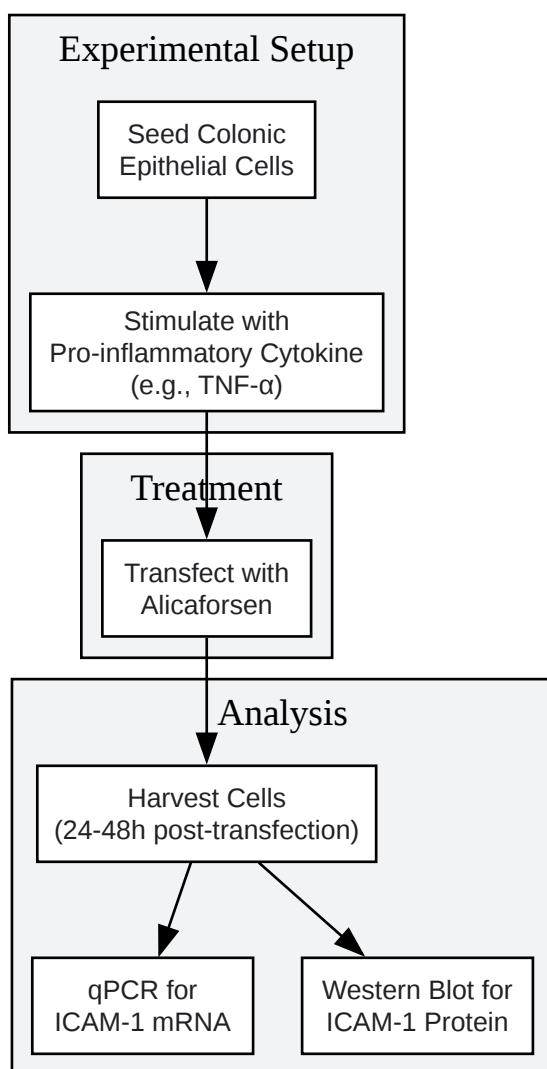 Experimental Setup
Seed Colonic
Epithelial Cells
Stimulate with
Pro-inflammatory Cytokine
(e.g., TNF-α)
Treatment
Transfect with
Alicaforsen
Analysis
Harvest Cells
(24-48h post-transfection)
qPCR for
ICAM-1 mRNA
Western Blot for
ICAM-1 Protein